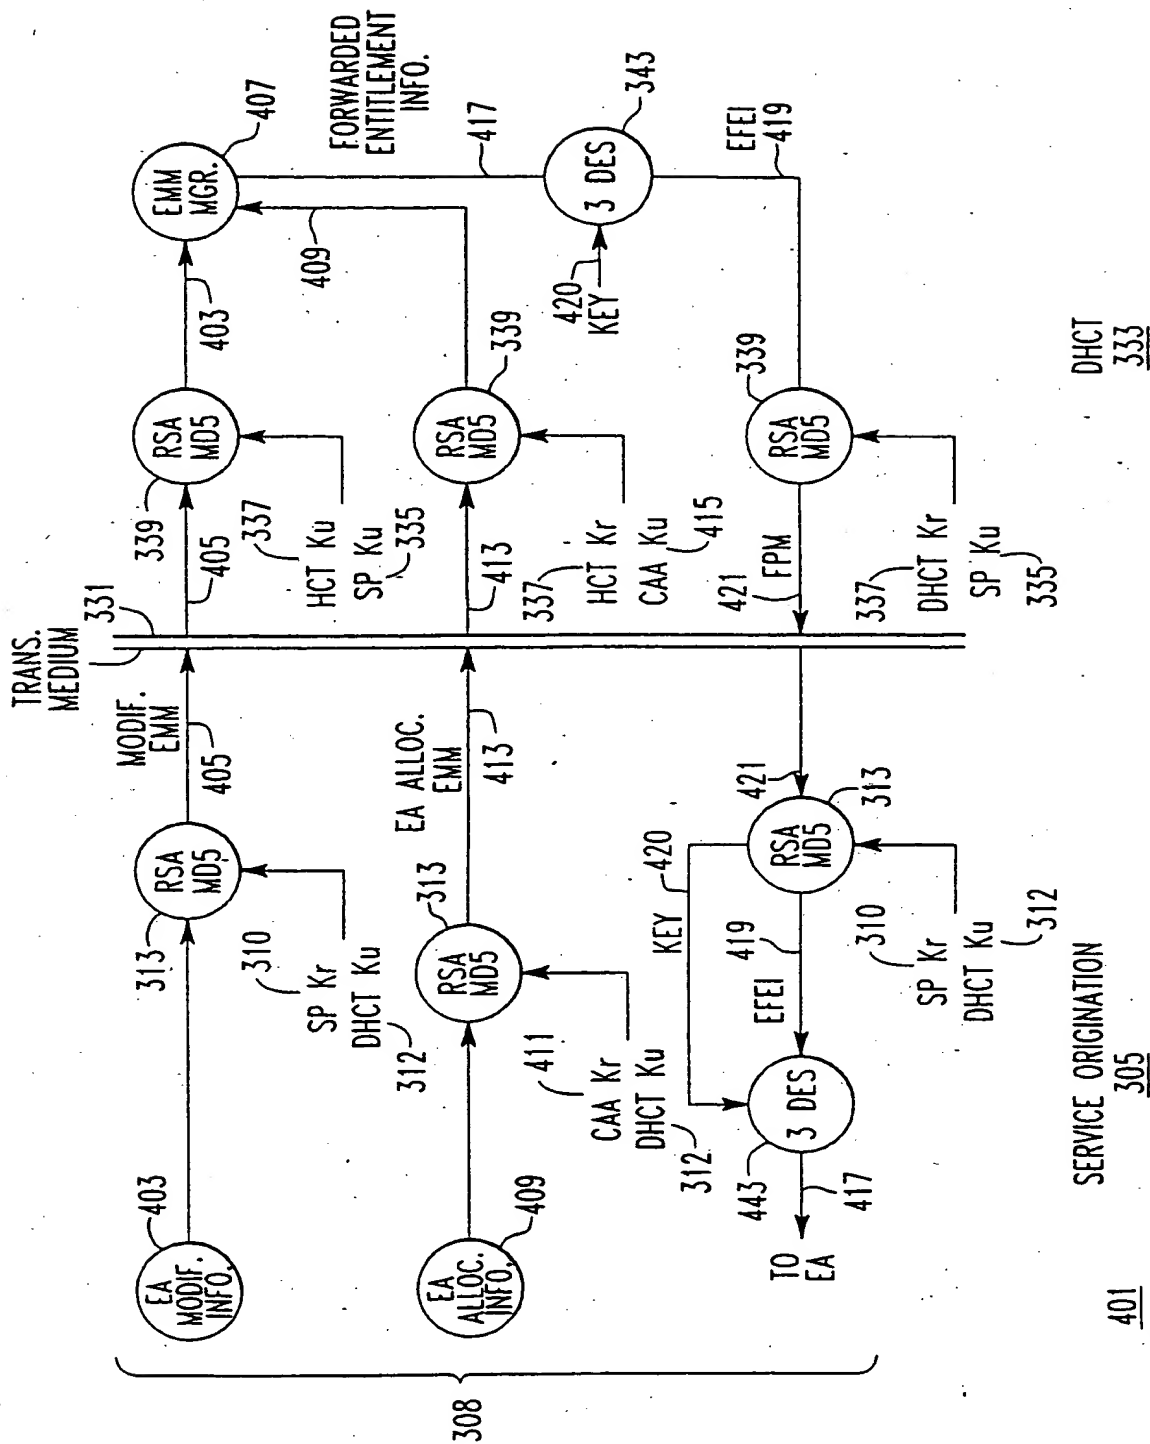 308
EA
MODIF.
INFO.
403
313
RSA
MD5
310
SP Kr
DHCT Ku
312
MODIF.
EMM
405
TRANS.
MEDIUM
331
405
339
RSA
MD5
337
HCT Ku
SP Ku
335
403
EMM
MGR.
407
409
FORWARDED
ENTITLEMENT
INFO.
EA
ALLOC.
INFO.
409
RSA
MD5
313
411
CAA Kr
DHCT Ku
312
EA ALLOC.
EMM
413
413
RSA
MD5
339
337
HCT Kr
CAA Ku
415
417
3 DES
343
420
KEY
EFEI
419
TO
EA
417
443
3 DES
KEY
420
EFEI
419
RSA
MD5
313
310
SP Kr
DHCT Ku
312
421
421
FPM
339
RSA
MD5
337
DHCT Kr
SP Ku
335
401
SERVICE ORIGINATION
305
DHCT
333